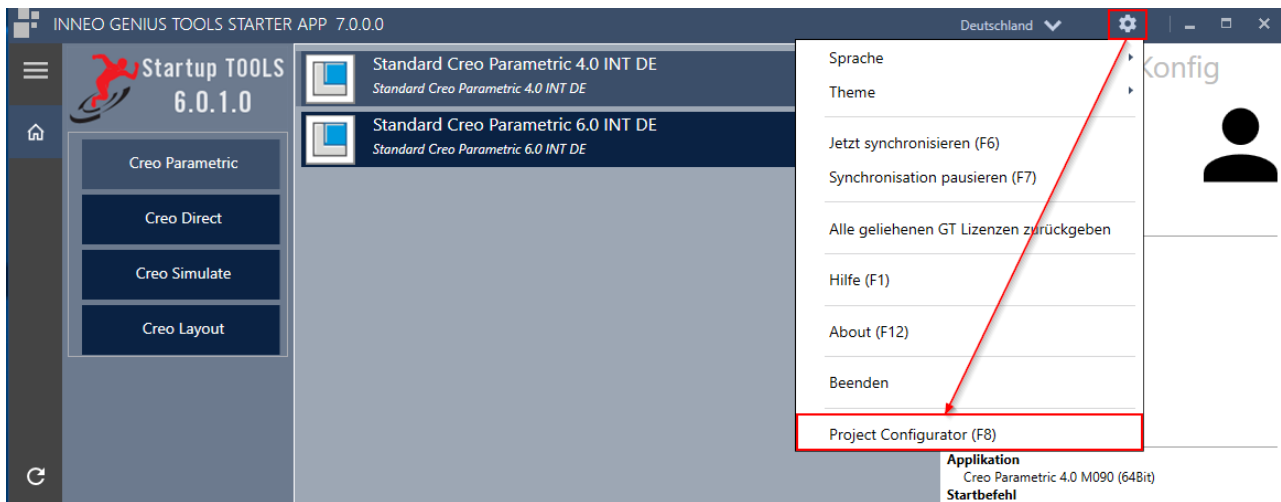 INNEO GENIUS TOOLS STARTER APP 7.0.0.0
Deutschland
Startup TOOLS
6.0.1.0
Creo Parametric
Creo Direct
Creo Simulate
Creo Layout
Standard Creo Parametric 4.0 INT DE
Standard Creo Parametric 4.0 INT DE
Standard Creo Parametric 6.0 INT DE
Standard Creo Parametric 6.0 INT DE
Sprache
Theme
Jetzt synchronisieren (F6)
Synchronisation pausieren (F7)
Alle geliehenen GT Lizenzen zurückgeben
Hilfe (F1)
About (F12)
Beenden
Project Configurator (F8)
Konfig
Applikation
Creo Parametric 4.0 M090 (64Bit)
Startbefehl